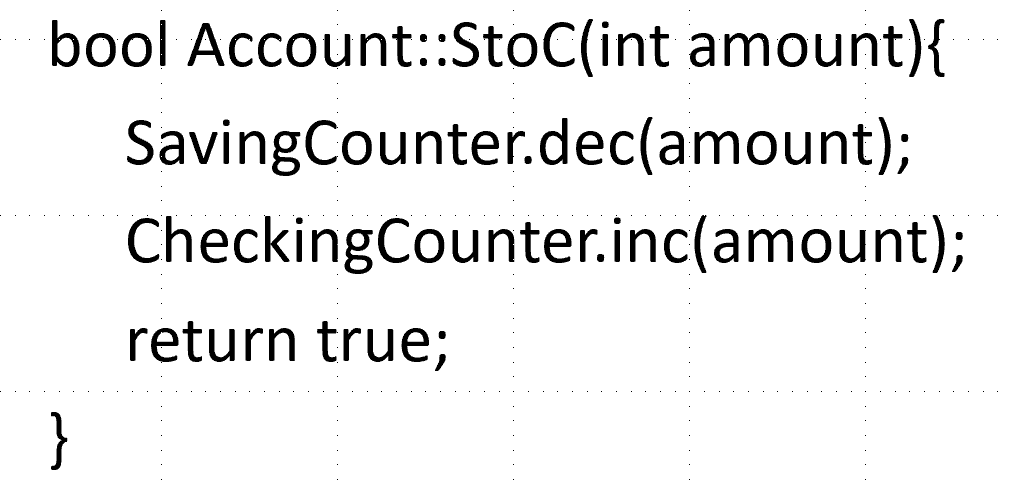 bool Account::StoC(int amount){
SavingCounter.dec(amount);
CheckingCounter.inc(amount);
return true;
}